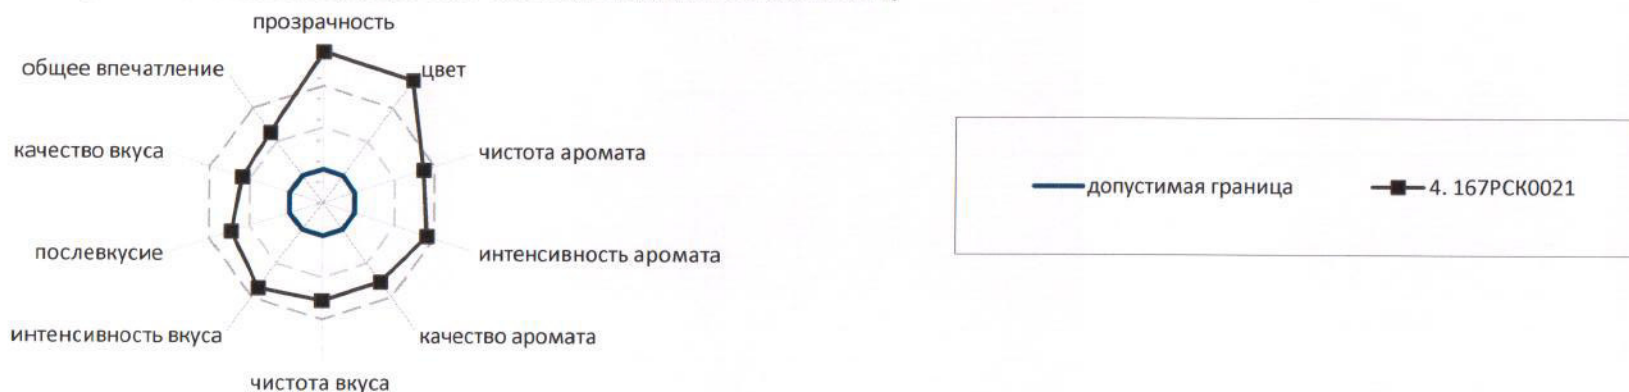 прозрачность
общее впечатление
цвет
качество вкуса
чистота аромата
послевкусие
интенсивность аромата
интенсивность вкуса
качество аромата
чистота вкуса
допустимая граница
4. 167РСК0021